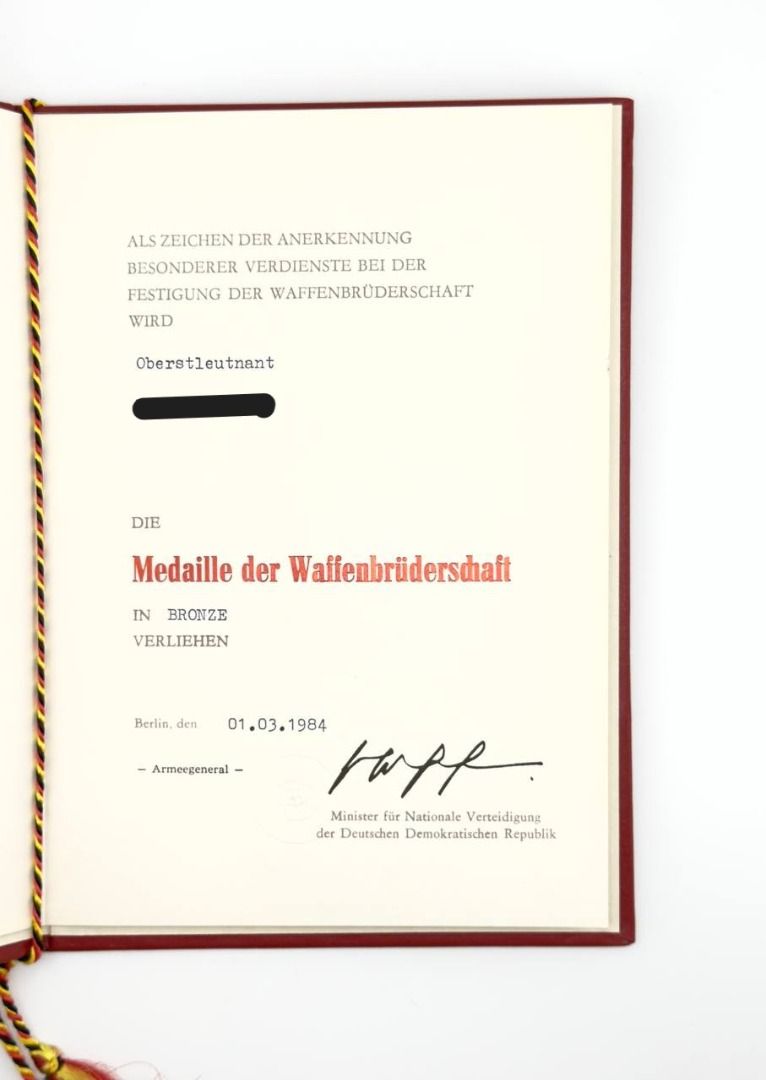 ALS ZEICHEN DER ANERKENNUNG
BESONDERER VERDIENSTE BEI DER
FESTIGUNG DER WAFFENBRÜDERSCHAFT
WIRD
Oberstleutnant
DIE
Medaille der Waffenbrüderschaft
IN BRONZE
VERLIEHEN
Berlin, den 01.03.1984
– Armeegeneral –
Minister für Nationale Verteidigung
der Deutschen Demokratischen Republik